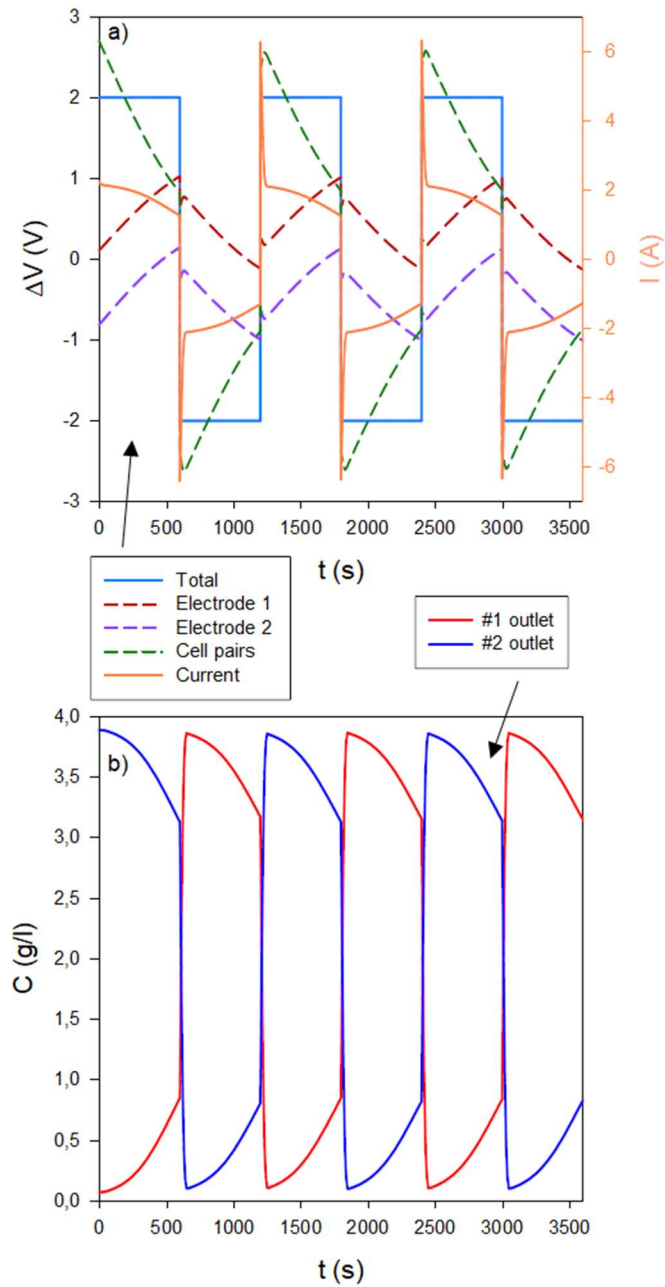 a)
3
2
1
0
-1
-2
-3
ΔV (V)
6
4
2
0
-2
-4
-6
I (A)
0 500 1000 1500 2000 2500 3000 3500
t (s)
Total
Electrode 1
Electrode 2
Cell pairs
Current
#1 outlet
#2 outlet
b)
4,0
3,5
3,0
2,5
2,0
1,5
1,0
0,5
0,0
C (g/l)
0 500 1000 1500 2000 2500 3000 3500
t (s)